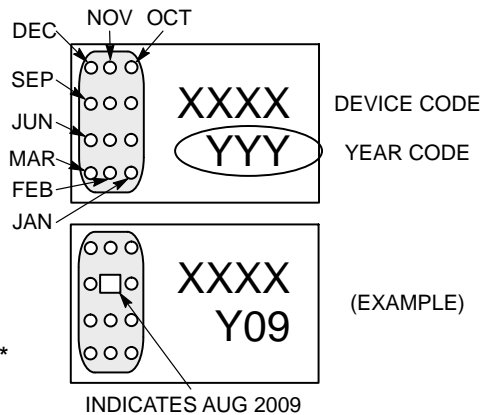 DEC NOV OCT
SEP
JUN
MAR
FEB
JAN
XXXX DEVICE CODE
YYY YEAR CODE
XXXX
Y09
(EXAMPLE)
*
INDICATES AUG 2009